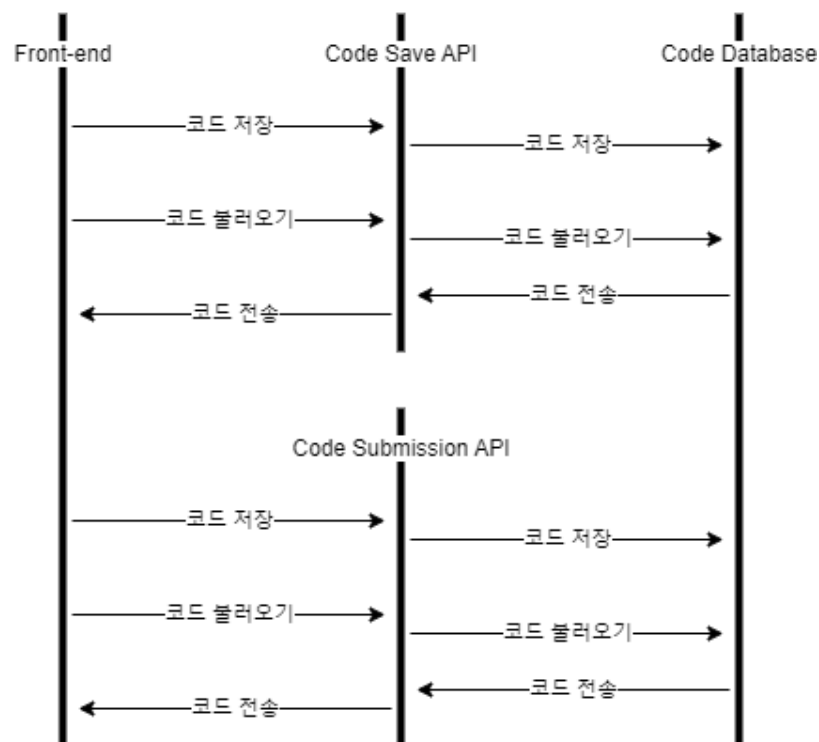 Front-end
Code Save API
Code Database
코드 저장
코드 저장
코드 불러오기
코드 불러오기
코드 전송
코드 전송
Code Submission API
코드 저장
코드 저장
코드 불러오기
코드 불러오기
코드 전송
코드 전송